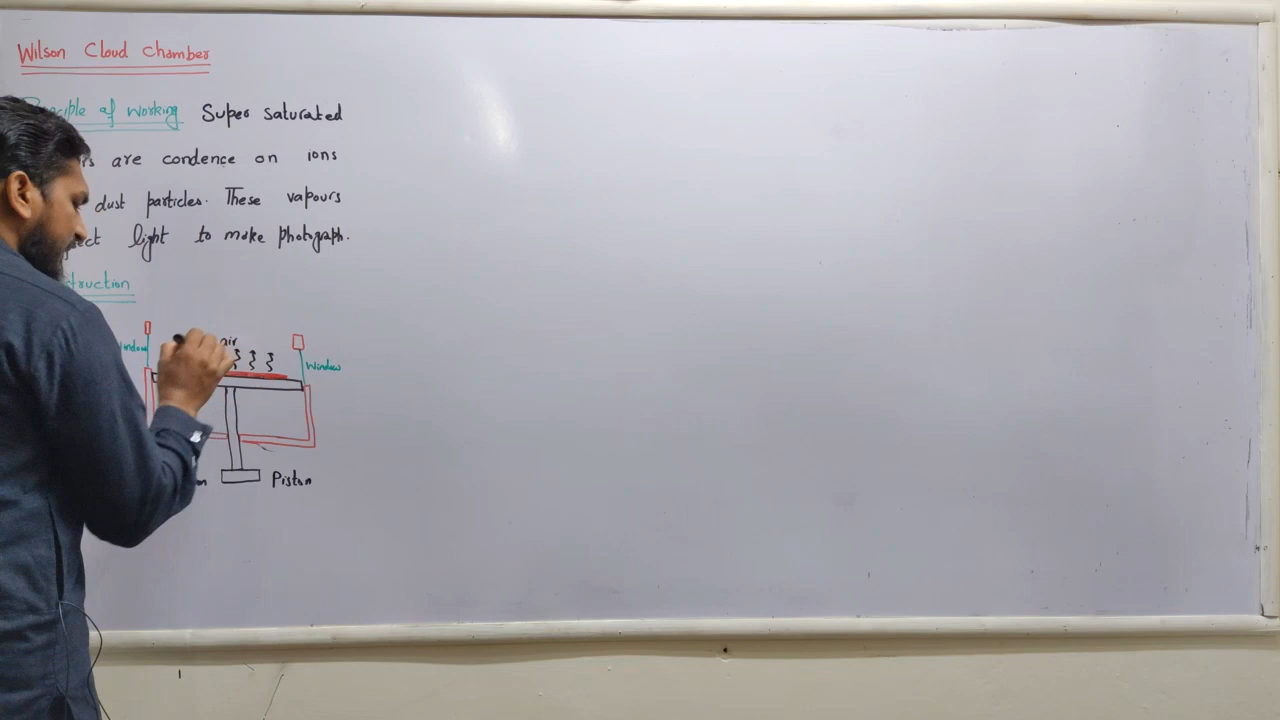 Wilson Cloud Chamber
of working Super saturated
are condence on ions
dust particles. These vapours
light to make photograph.
air
Window
Piston